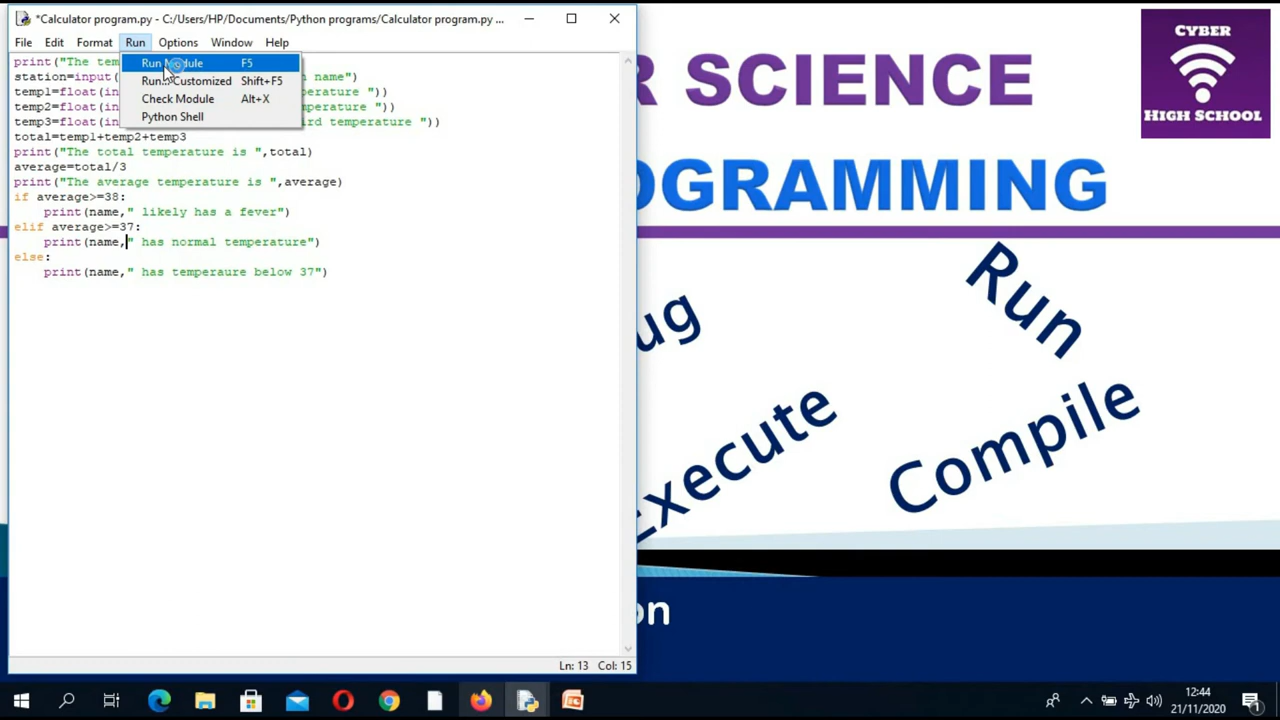 *Calculator program.py - C:/Users/HP/Documents/Python programs/Calculator program.py ...
File Edit Format Run Options Window Help
Run Module F5
Run... Customized Shift+F5
Check Module Alt+X
Python Shell
print("The tem
station=input( n name")
temp1=float(in erature "))
temp2=float(in perature "))
temp3=float(in ird temperature "))
total=temp1+temp2+temp3
print("The total temperature is ",total)
average=total/3
print("The average temperature is ",average)
if average>=38:
print(name," likely has a fever")
elif average>=37:
print(name," has normal temperature")
else:
print(name," has temperaure below 37")
Ln: 13 Col: 15
R SCIENCE
OGRAMMING
CYBER
HIGH SCHOOL
Run
ug
Execute
Compile
on
12:44
21/11/2020
1